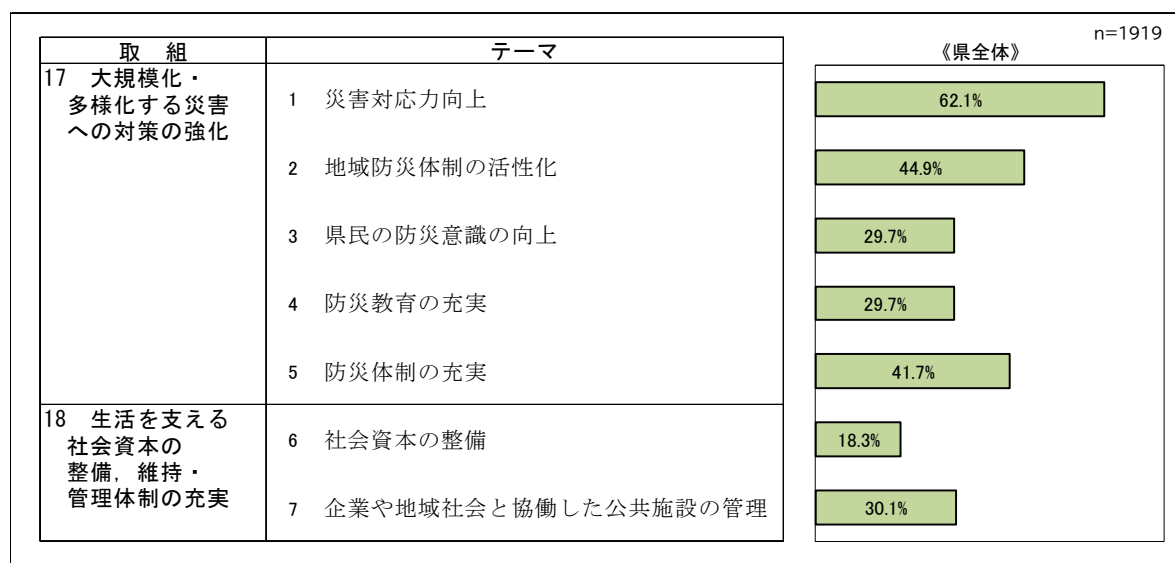 n=1919
取　組
テーマ
《県全体》
17　大規模化・
多様化する災害
への対策の強化
1　災害対応力向上
62.1%
2　地域防災体制の活性化
44.9%
3　県民の防災意識の向上
29.7%
4　防災教育の充実
29.7%
5　防災体制の充実
41.7%
18　生活を支える
社会資本の
整備，維持・
管理体制の充実
6　社会資本の整備
18.3%
7　企業や地域社会と協働した公共施設の管理
30.1%